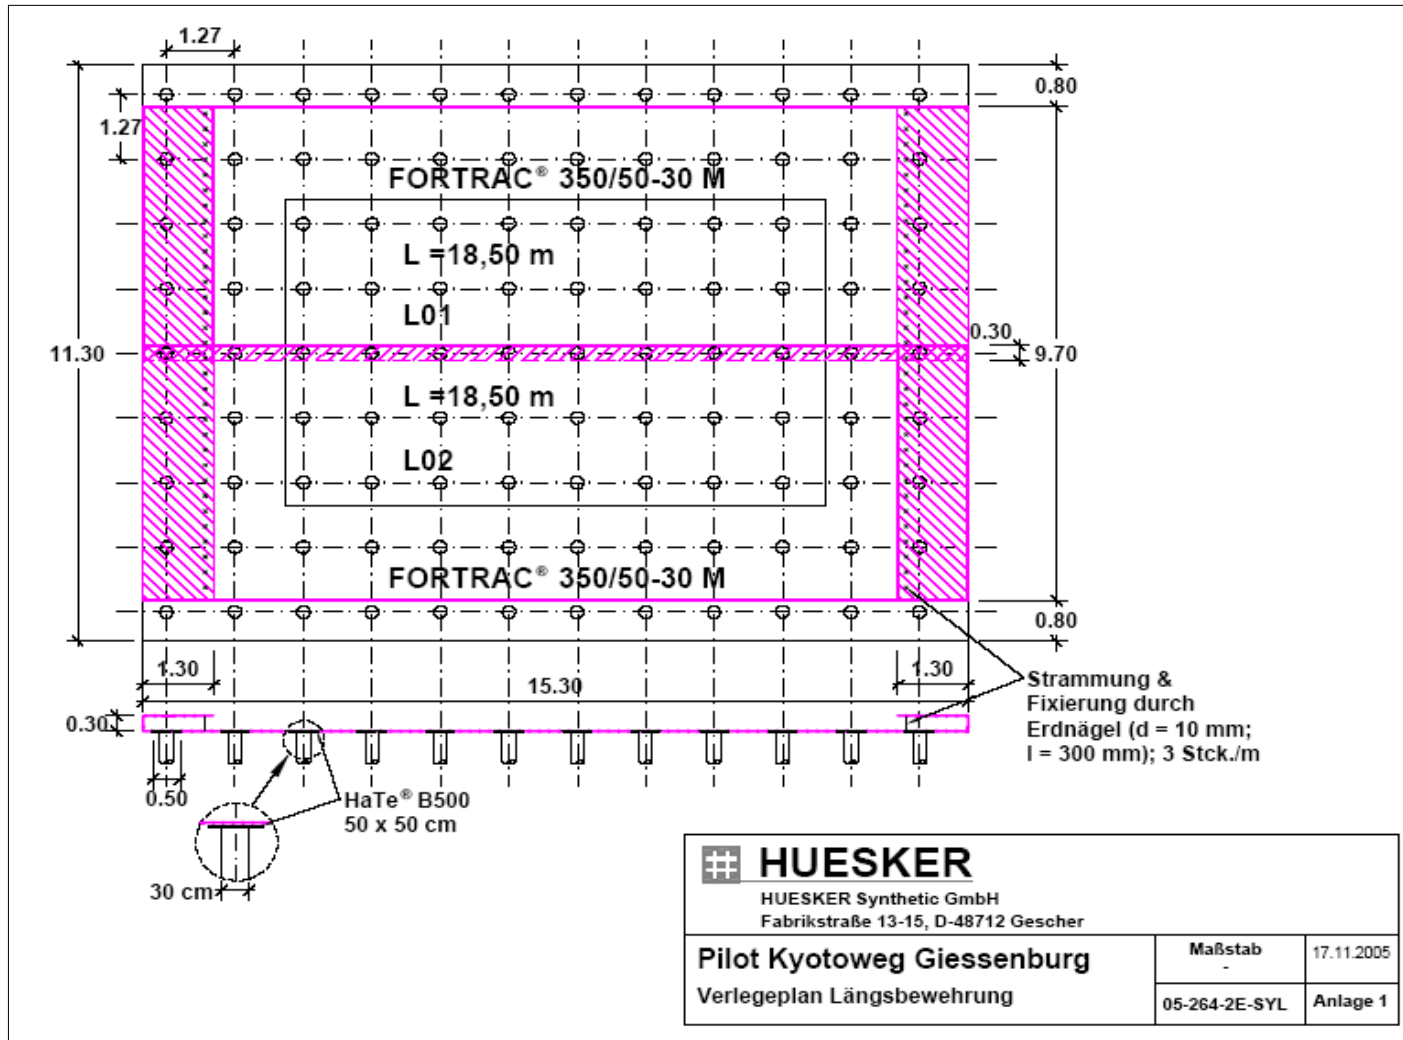 1.27
0.80
1.27
FORTRAC® 350/50-30 M
L =18,50 m
L01
0.30
11.30
9.70
L =18,50 m
L02
FORTRAC® 350/50-30 M
0.80
1.30
1.30
15.30
Strammung &
Fixierung durch
Erdnägel (d = 10 mm;
l = 300 mm); 3 Stck./m
0.30
0.50
HaTe® B500
50 x 50 cm
30 cm
HUESKER
HUESKER Synthetic GmbH
Fabrikstraße 13-15, D-48712 Gescher
Pilot Kyotoweg Giessenburg
Verlegeplan Längsbewehrung
Maßstab
-
17.11.2005
05-264-2E-SYL
Anlage 1